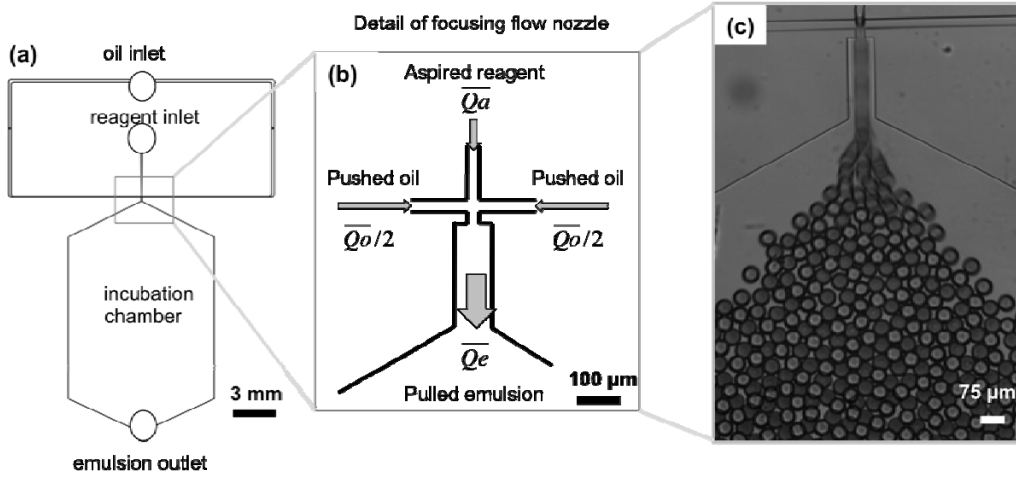 Detail of focusing flow nozzle
(a)
oil inlet
reagent inlet
incubation
chamber
3 mm
emulsion outlet
(b)
Aspired reagent
Qa
Pushed oil
Pushed oil
Qo/2
Qo/2
Qe
Pulled emulsion
100 µm
(c)
75 µm